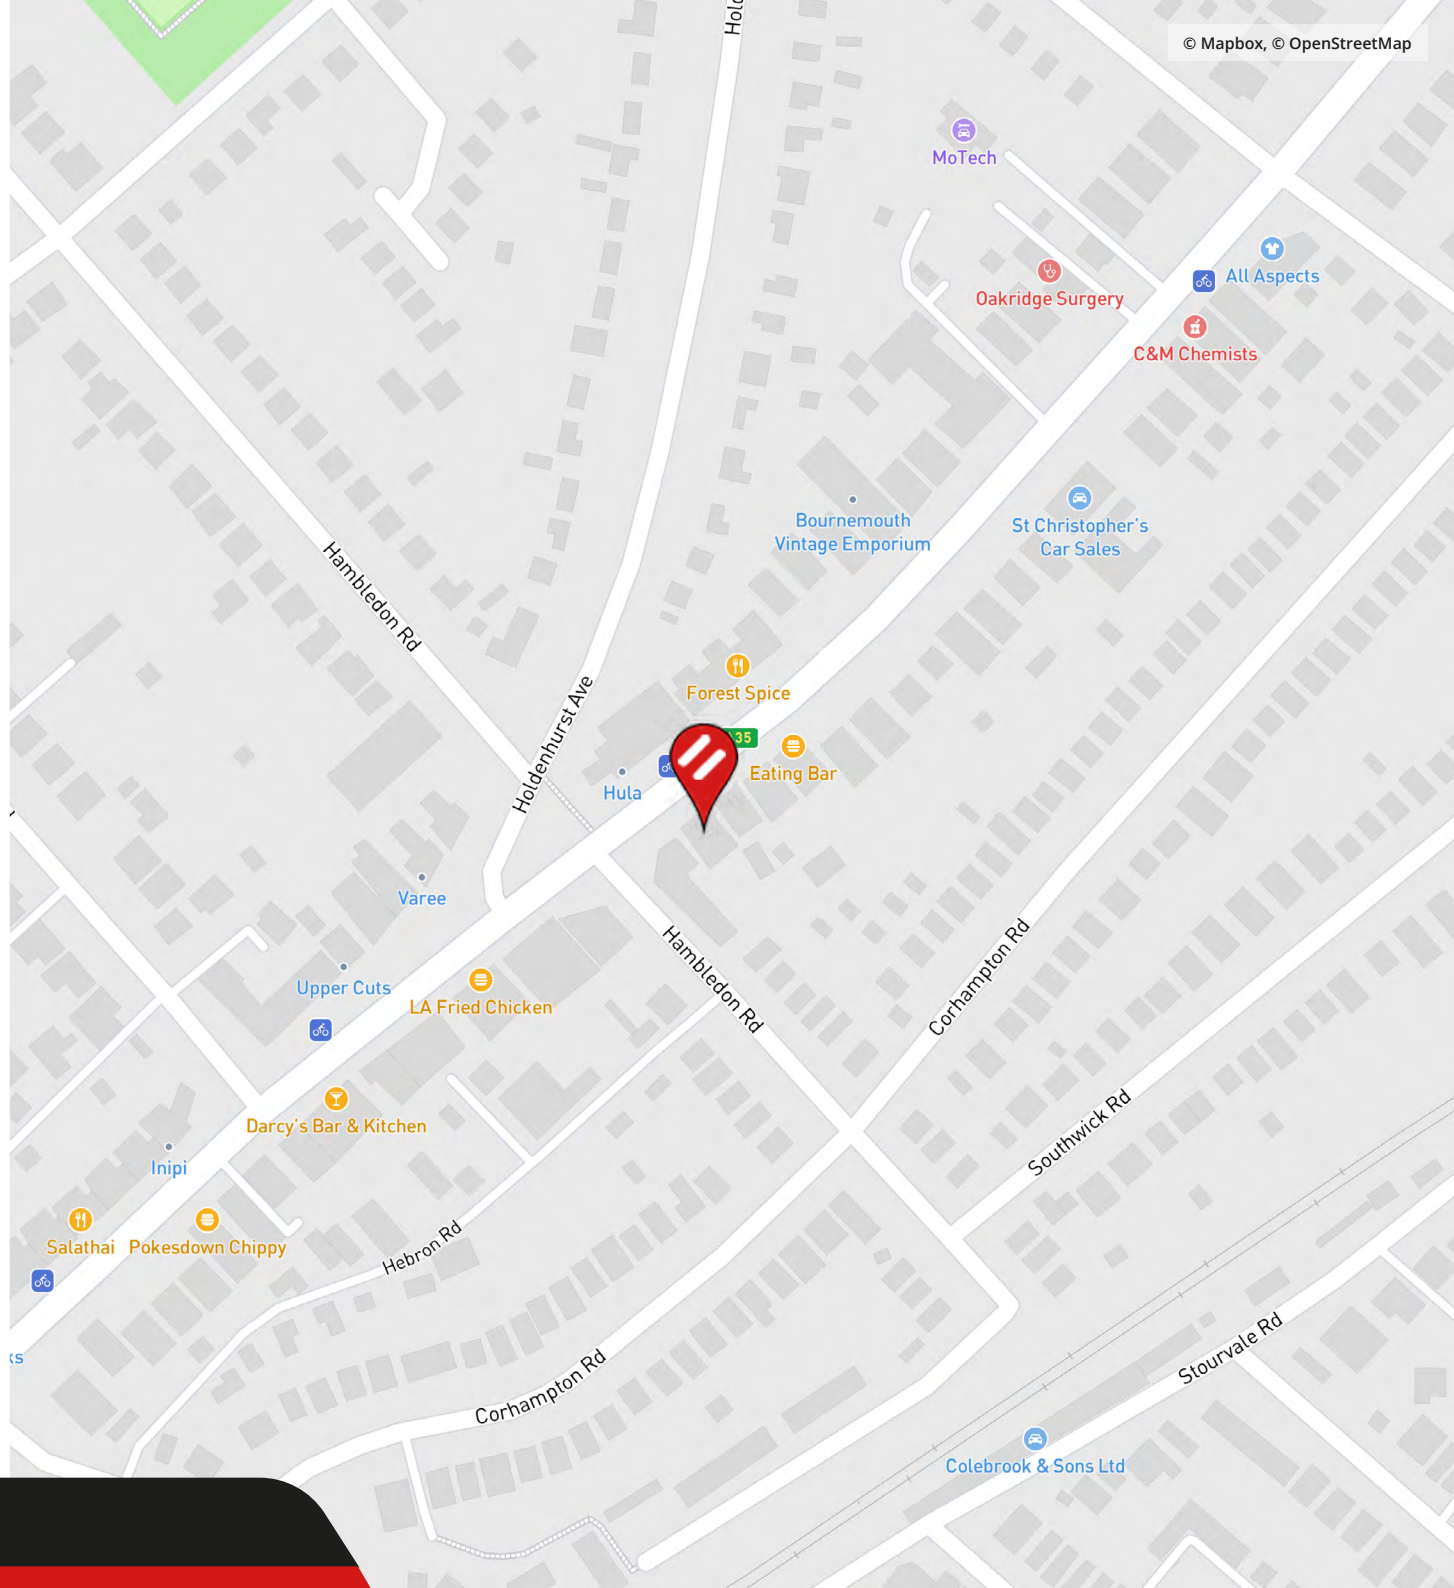 © Mapbox, © OpenStreetMap
MoTech
All Aspects
Oakridge Surgery
C&M Chemists
Bournemouth
Vintage Emporium
St Christopher's
Car Sales
Hambledon Rd
Forest Spice
Holdenhurst Ave
35
Eating Bar
Hula
Varee
Upper Cuts
LA Fried Chicken
Hambledon Rd
Corhampton Rd
Darcy's Bar & Kitchen
Southwick Rd
Inipi
Salathai
Pokesdown Chippy
Hebron Rd
Stourvale Rd
Corhampton Rd
Colebrook & Sons Ltd